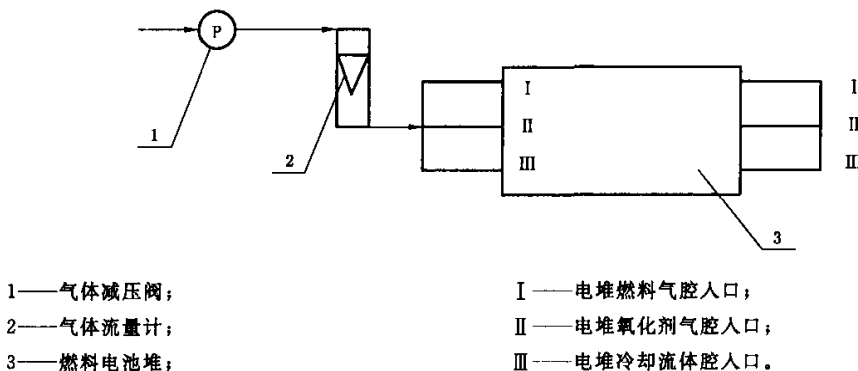 P
1
2
Ⅰ
Ⅱ
Ⅲ
Ⅰ
Ⅱ
Ⅲ
3
1——气体减压阀;
2——气体流量计;
3——燃料电池堆;
Ⅰ——电堆燃料气腔入口;
Ⅱ——电堆氧化剂气腔入口;
Ⅲ——电堆冷却流体腔入口。